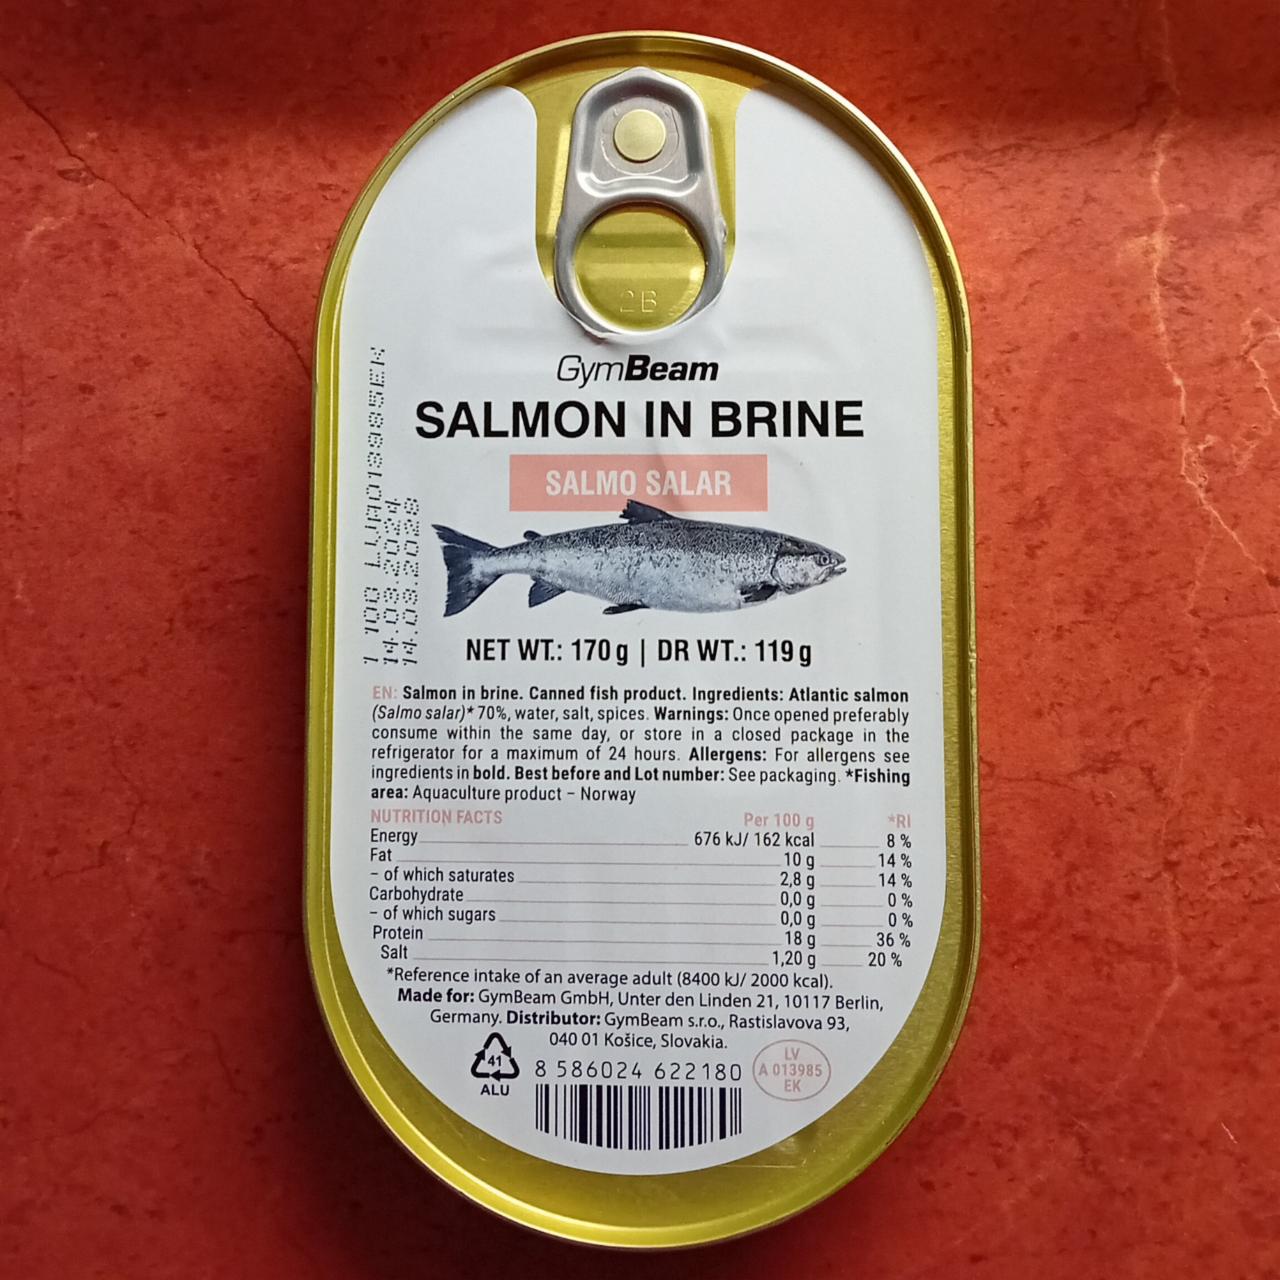 2B
GymBeam
SALMON IN BRINE
SALMO SALAR
14.03.2024
14.03.2028
NET WT.: 170 g | DR WT.: 119 g
EN: Salmon in brine. Canned fish product. Ingredients: Atlantic salmon
(Salmo salar)* 70%, water, salt, spices. Warnings: Once opened preferably
consume within the same day, or store in a closed package in the
refrigerator for a maximum of 24 hours. Allergens: For allergens see
ingredients in bold. Best before and Lot number: See packaging. *Fishing
area: Aquaculture product – Norway
NUTRITION FACTS Per 100 g *RI
Energy 676 kJ/ 162 kcal 8 %
Fat 10 g 14 %
- of which saturates 2,8 g 14 %
Carbohydrate 0,0 g 0 %
- of which sugars 0,0 g 0 %
Protein 18 g 36 %
Salt 1,20 g 20 %
*Reference intake of an average adult (8400 kJ/ 2000 kcal).
Made for: GymBeam GmbH, Unter den Linden 21, 10117 Berlin,
Germany. Distributor: GymBeam s.r.o., Rastislavova 93,
040 01 Košice, Slovakia.
41
ALU
8 586024 622180
LV
A 013985
EK